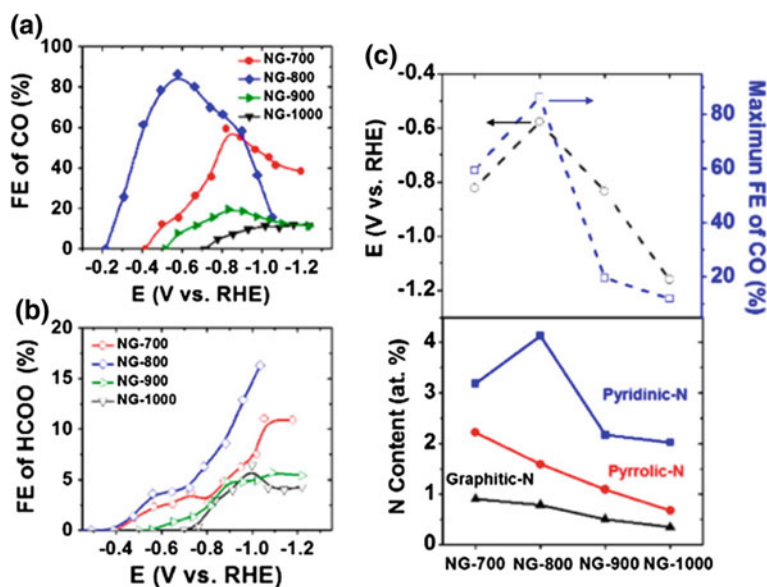 (a)
FE of CO (%)
100
80
60
40
20
0
NG-700
NG-800
NG-900
NG-1000
-0.2 -0.4 -0.6 -0.8 -1.0 -1.2
E (V vs. RHE)
(b)
FE of HCOO (%)
20
15
10
5
0
NG-700
NG-800
NG-900
NG-1000
-0.4 -0.6 -0.8 -1.0 -1.2
E (V vs. RHE)
(c)
E (V vs. RHE)
-0.4
-0.6
-0.8
-1.0
-1.2
80
60
40
20
Maximun FE of CO (%)
N Content (at. %)
4
3
2
1
0
Pyridinic-N
Pyrrolic-N
Graphitic-N
NG-700 NG-800 NG-900 NG-1000